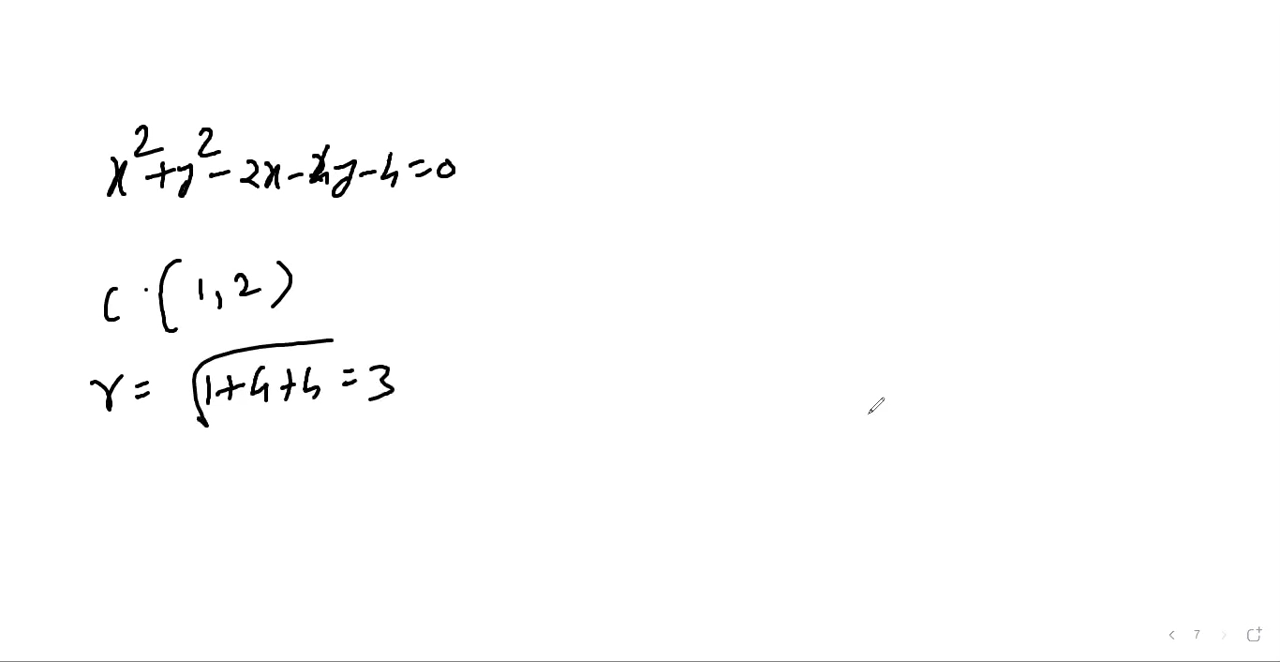 x² + y² - 2x - 4y - 4 = 0
C · (1, 2)
r = √(1+4+4) = 3
7